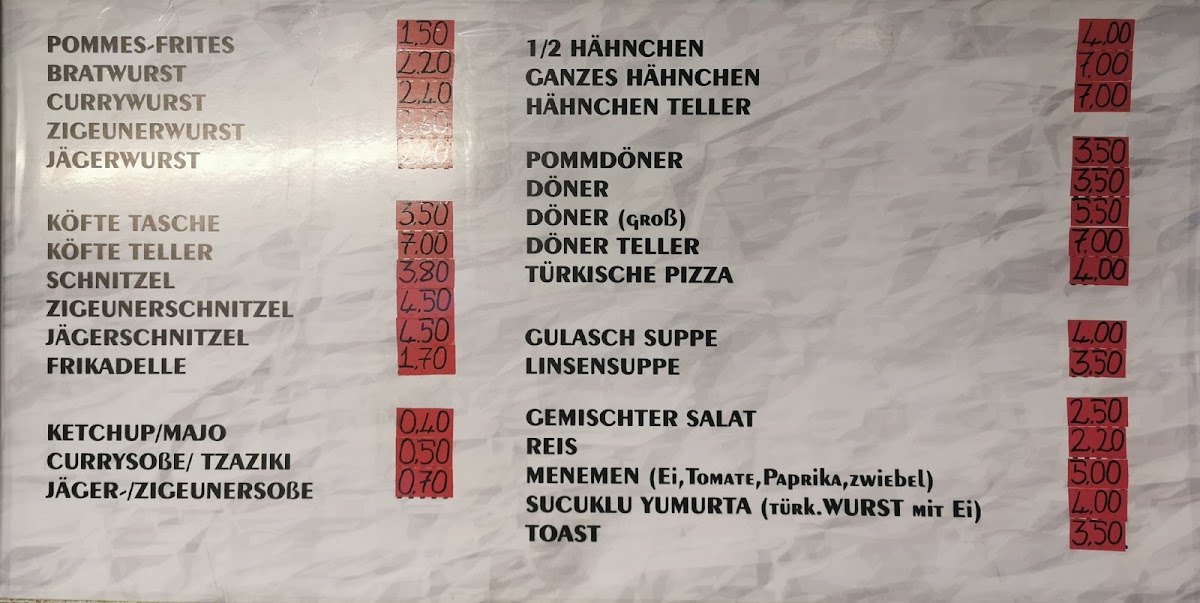 POMMES-FRITES 1,50
BRATWURST 2,20
CURRYWURST 2,40
ZIGEUNERWURST
JÄGERWURST
KÖFTE TASCHE 3,50
KÖFTE TELLER 7,00
SCHNITZEL 3,80
ZIGEUNERSCHNITZEL 4,50
JÄGERSCHNITZEL 4,50
FRIKADELLE 1,70
KETCHUP/MAJO 0,40
CURRYSOßE/ TZAZIKI 0,50
JÄGER-/ZIGEUNERSOßE 0,70
1/2 HÄHNCHEN 4,00
GANZES HÄHNCHEN 7,00
HÄHNCHEN TELLER 7,00
POMMDÖNER 3,50
DÖNER 3,50
DÖNER (GROß) 5,50
DÖNER TELLER 7,00
TÜRKISCHE PIZZA 4,00
GULASCH SUPPE 4,00
LINSENSUPPE 3,50
GEMISCHTER SALAT 2,50
REIS 2,20
MENEMEN (Ei,Tomate,Paprika,zwiebel) 5,00
SUCUKLU YUMURTA (türk.WURST mit Ei) 4,00
TOAST 3,50